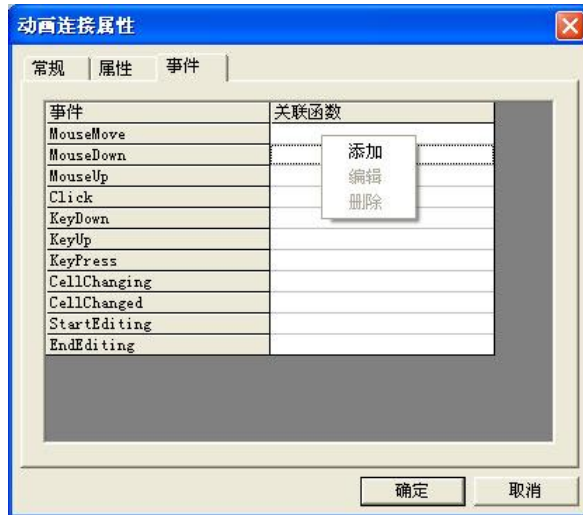 动画连接属性
常规 属性 事件
事件 关联函数
MouseMove
MouseDown 添加
MouseUp 编辑
Click 删除
KeyDown
KeyUp
KeyPress
CellChanging
CellChanged
StartEditing
EndEditing
确定 取消